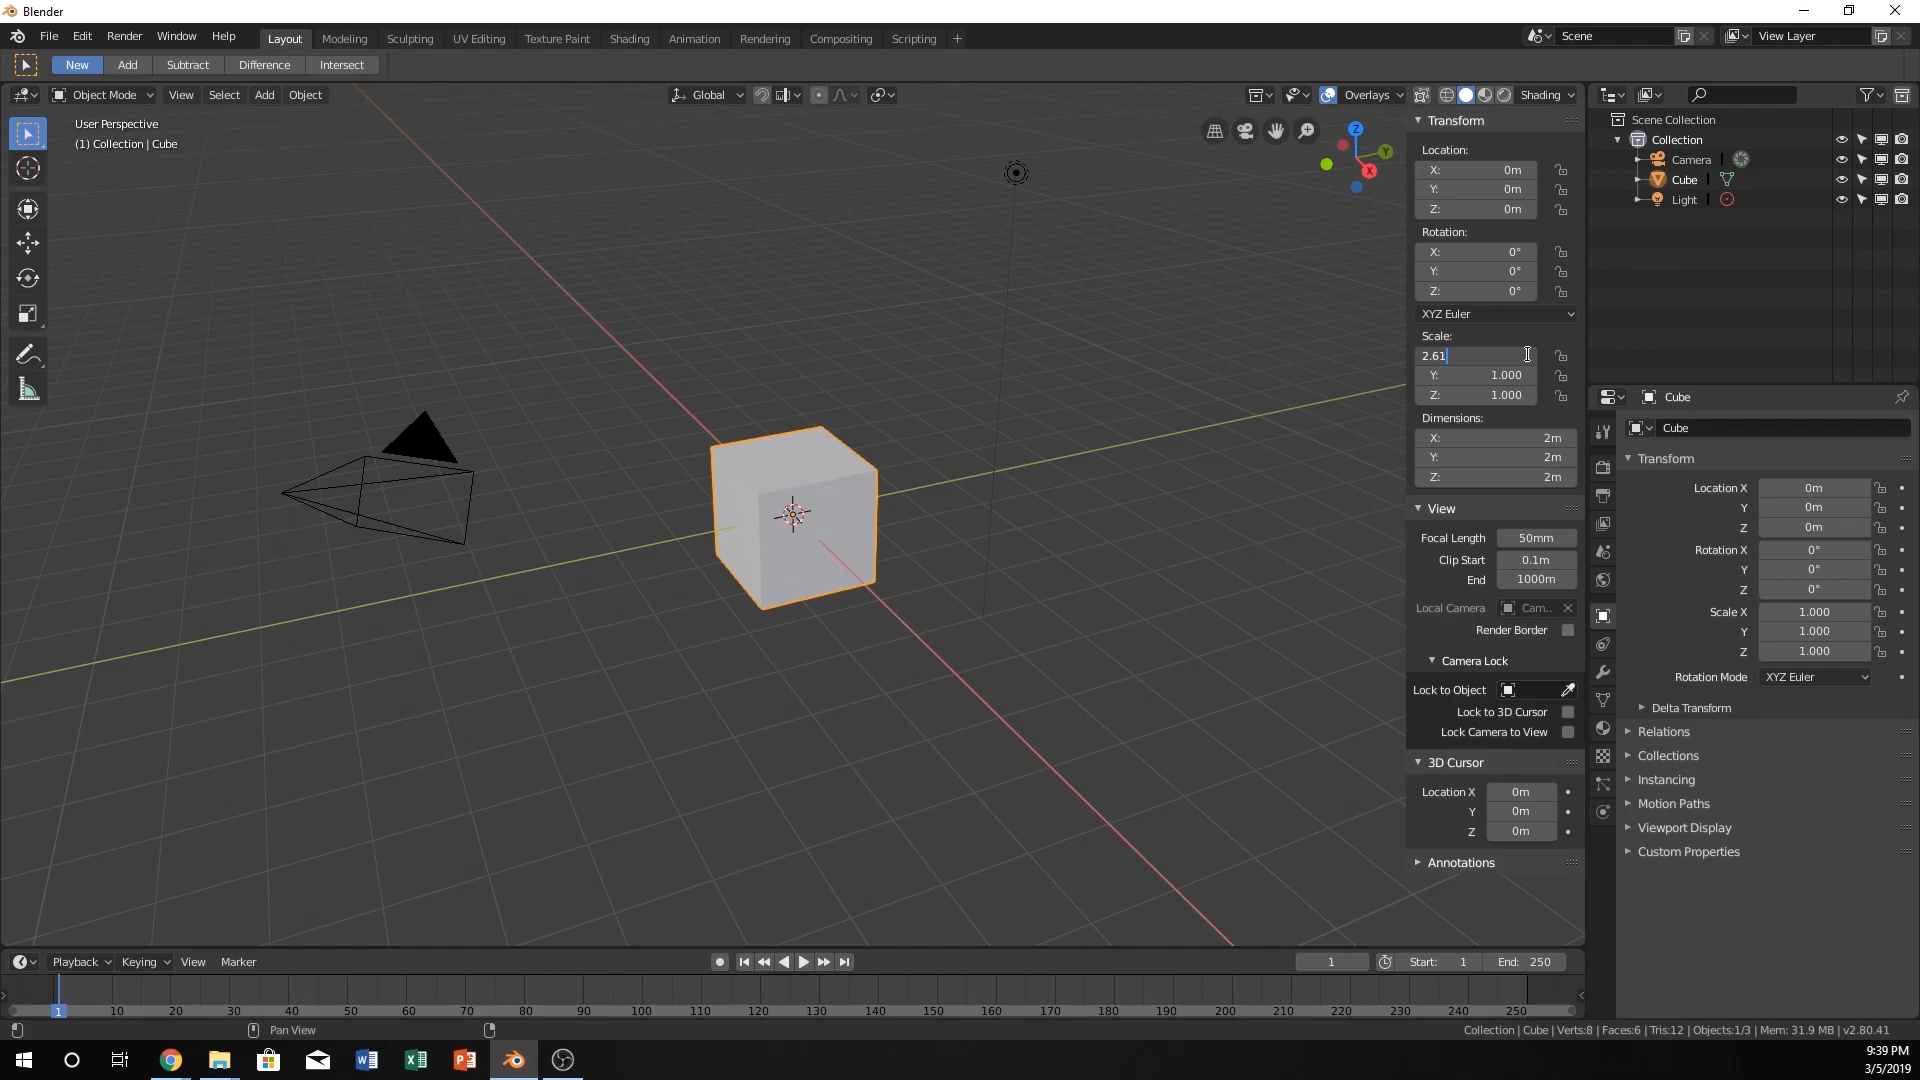 Blender
File Edit Render Window Help Layout Modeling Sculpting UV Editing Texture Paint Shading Animation Rendering Compositing Scripting + Scene View Layer
New Add Subtract Difference Intersect
Object Mode View Select Add Object Global Overlays Shading
User Perspective
(1) Collection | Cube
Z
Y
X
Transform
Location:
X: 0m
Y: 0m
Z: 0m
Rotation:
X: 0°
Y: 0°
Z: 0°
XYZ Euler
Scale:
2.61
Y: 1.000
Z: 1.000
Dimensions:
X: 2m
Y: 2m
Z: 2m
View
Focal Length 50mm
Clip Start 0.1m
End 1000m
Local Camera Cam..
Render Border
Camera Lock
Lock to Object
Lock to 3D Cursor
Lock Camera to View
3D Cursor
Location X 0m
Y 0m
Z 0m
Annotations
Scene Collection
Collection
Camera
Cube
Light
Cube
Cube
Transform
Location X 0m
Y 0m
Z 0m
Rotation X 0°
Y 0°
Z 0°
Scale X 1.000
Y 1.000
Z 1.000
Rotation Mode XYZ Euler
Delta Transform
Relations
Collections
Instancing
Motion Paths
Viewport Display
Custom Properties
Playback Keying View Marker 1 Start: 1 End: 250
1 10 20 30 40 50 60 70 80 90 100 110 120 130 140 150 160 170 180 190 200 210 220 230 240 250
Pan View
Collection | Cube | Verts:8 | Faces:6 | Tris:12 | Objects:1/3 | Mem: 31.9 MB | v2.80.41
9:39 PM
3/5/2019